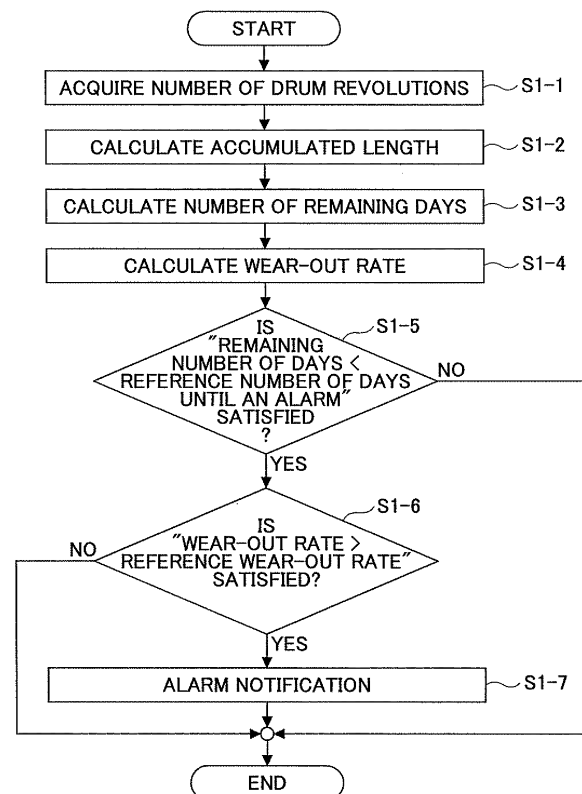 START
ACQUIRE NUMBER OF DRUM REVOLUTIONS
S1-1
CALCULATE ACCUMULATED LENGTH
S1-2
CALCULATE NUMBER OF REMAINING DAYS
S1-3
CALCULATE WEAR-OUT RATE
S1-4
S1-5
IS
"REMAINING
NUMBER OF DAYS <
REFERENCE NUMBER OF DAYS
UNTIL AN ALARM"
SATISFIED
?
NO
YES
S1-6
IS
"WEAR-OUT RATE >
REFERENCE WEAR-OUT RATE"
SATISFIED?
NO
YES
ALARM NOTIFICATION
S1-7
END